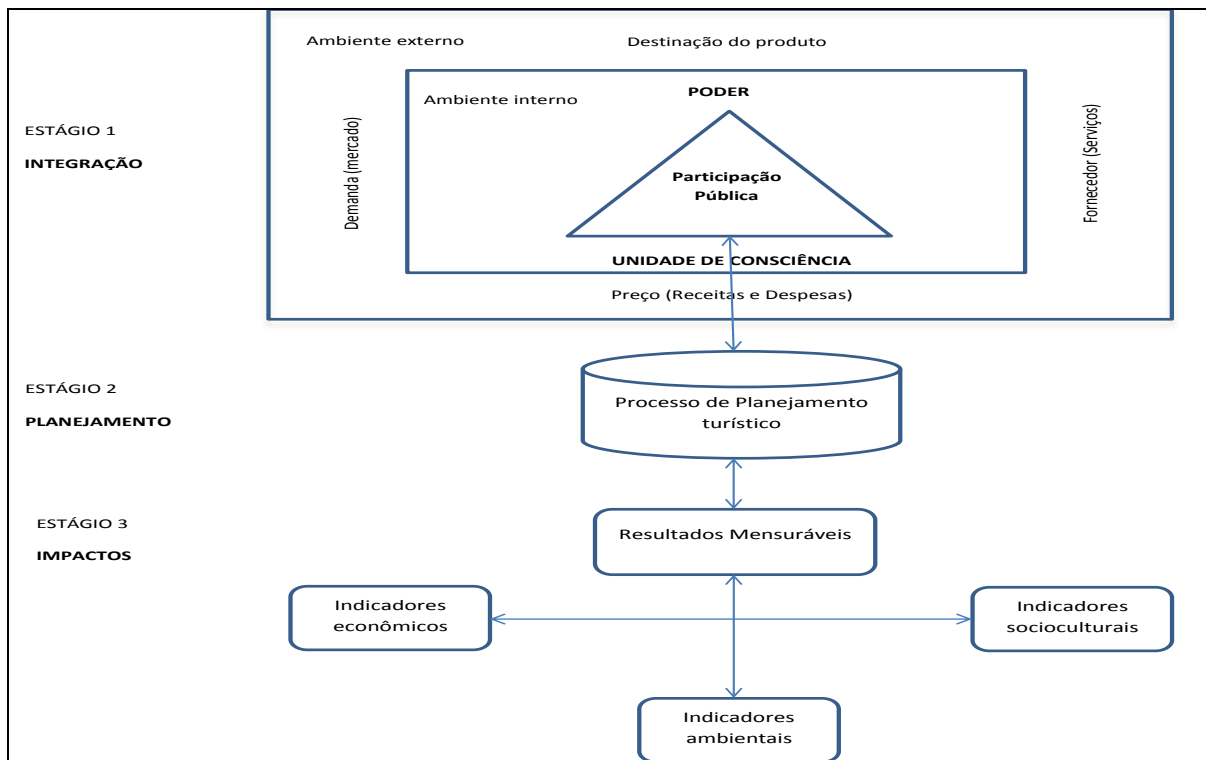 Ambiente externo
Destinação do produto
Ambiente interno
PODER
ESTÁGIO 1
INTEGRAÇÃO
Demanda (mercado)
Participação
Pública
Fornecedor (Serviços)
UNIDADE DE CONSCIÊNCIA
Preço (Receitas e Despesas)
ESTÁGIO 2
PLANEJAMENTO
Processo de Planejamento
turístico
ESTÁGIO 3
IMPACTOS
Resultados Mensuráveis
Indicadores
econômicos
Indicadores
socioculturais
Indicadores
ambientais